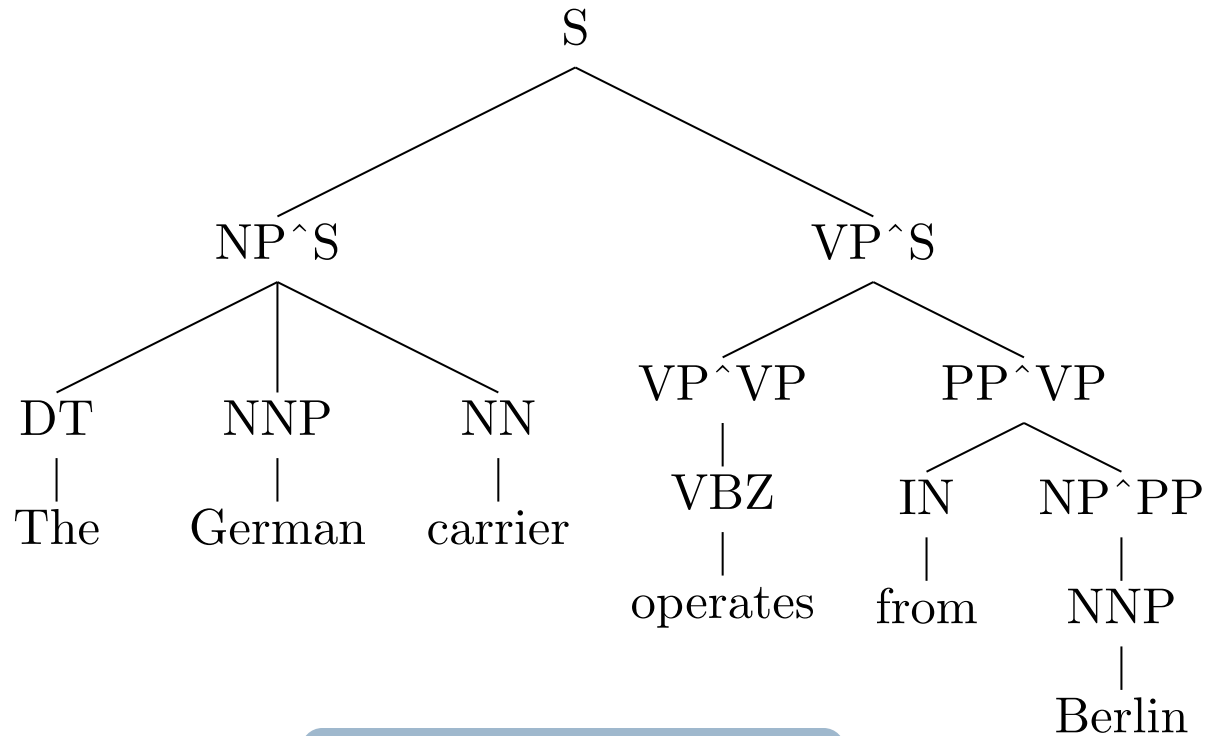 S
NP^S VP^S
VP^VP PP^VP
DT NNP NN
VBZ IN NP^PP
The German carrier
operates from NNP
Berlin